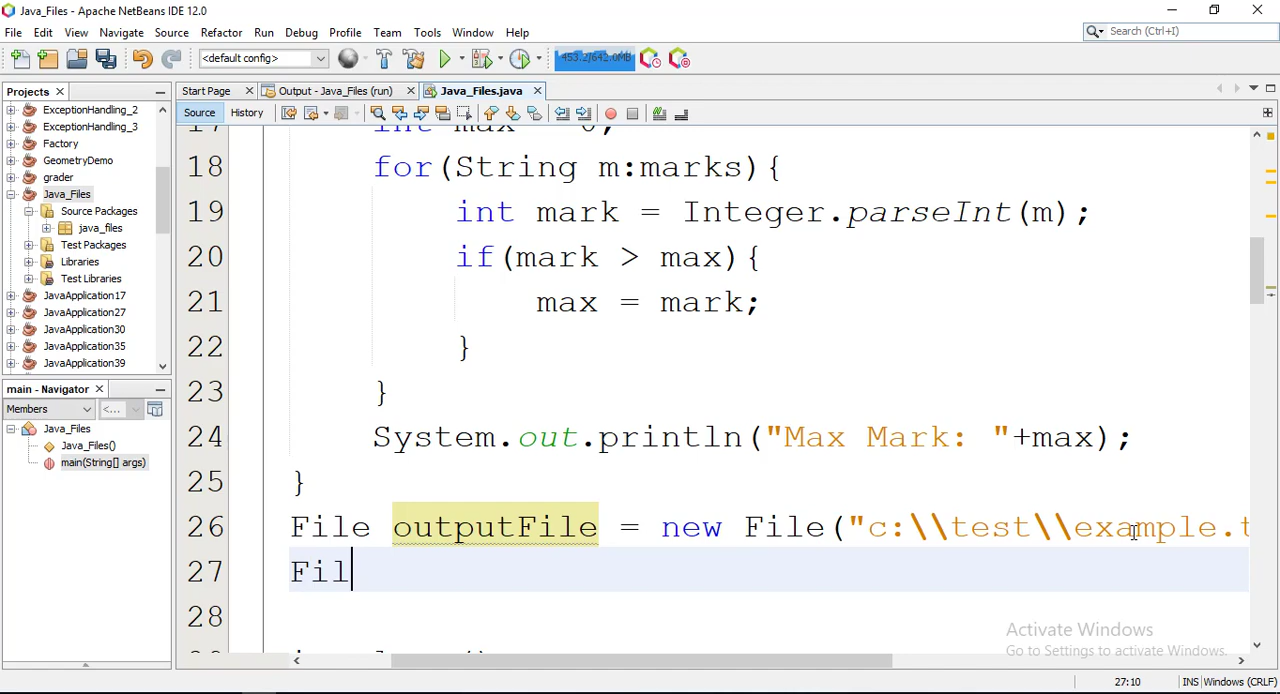 Java_Files - Apache NetBeans IDE 12.0
File Edit View Navigate Source Refactor Run Debug Profile Team Tools Window Help
Search (Ctrl+I)
<default config>
453.2/642.0MB
Projects
Start Page
Output - Java_Files (run)
Java_Files.java
Source History
ExceptionHandling_2
ExceptionHandling_3
Factory
GeometryDemo
grader
Java_Files
Source Packages
java_files
Test Packages
Libraries
Test Libraries
JavaApplication17
JavaApplication27
JavaApplication30
JavaApplication35
JavaApplication39
main - Navigator
Members
<...
Java_Files()
main(String[] args)
18 for(String m:marks){
19 int mark = Integer.parseInt(m);
20 if(mark > max){
21 max = mark;
22 }
23 }
24 System.out.println("Max Mark: "+max);
25 }
26 File outputFile = new File("c:\\test\\example.t
27 Fil
28
Activate Windows
Go to Settings to activate Windows.
27:10
INS
Windows (CRLF)